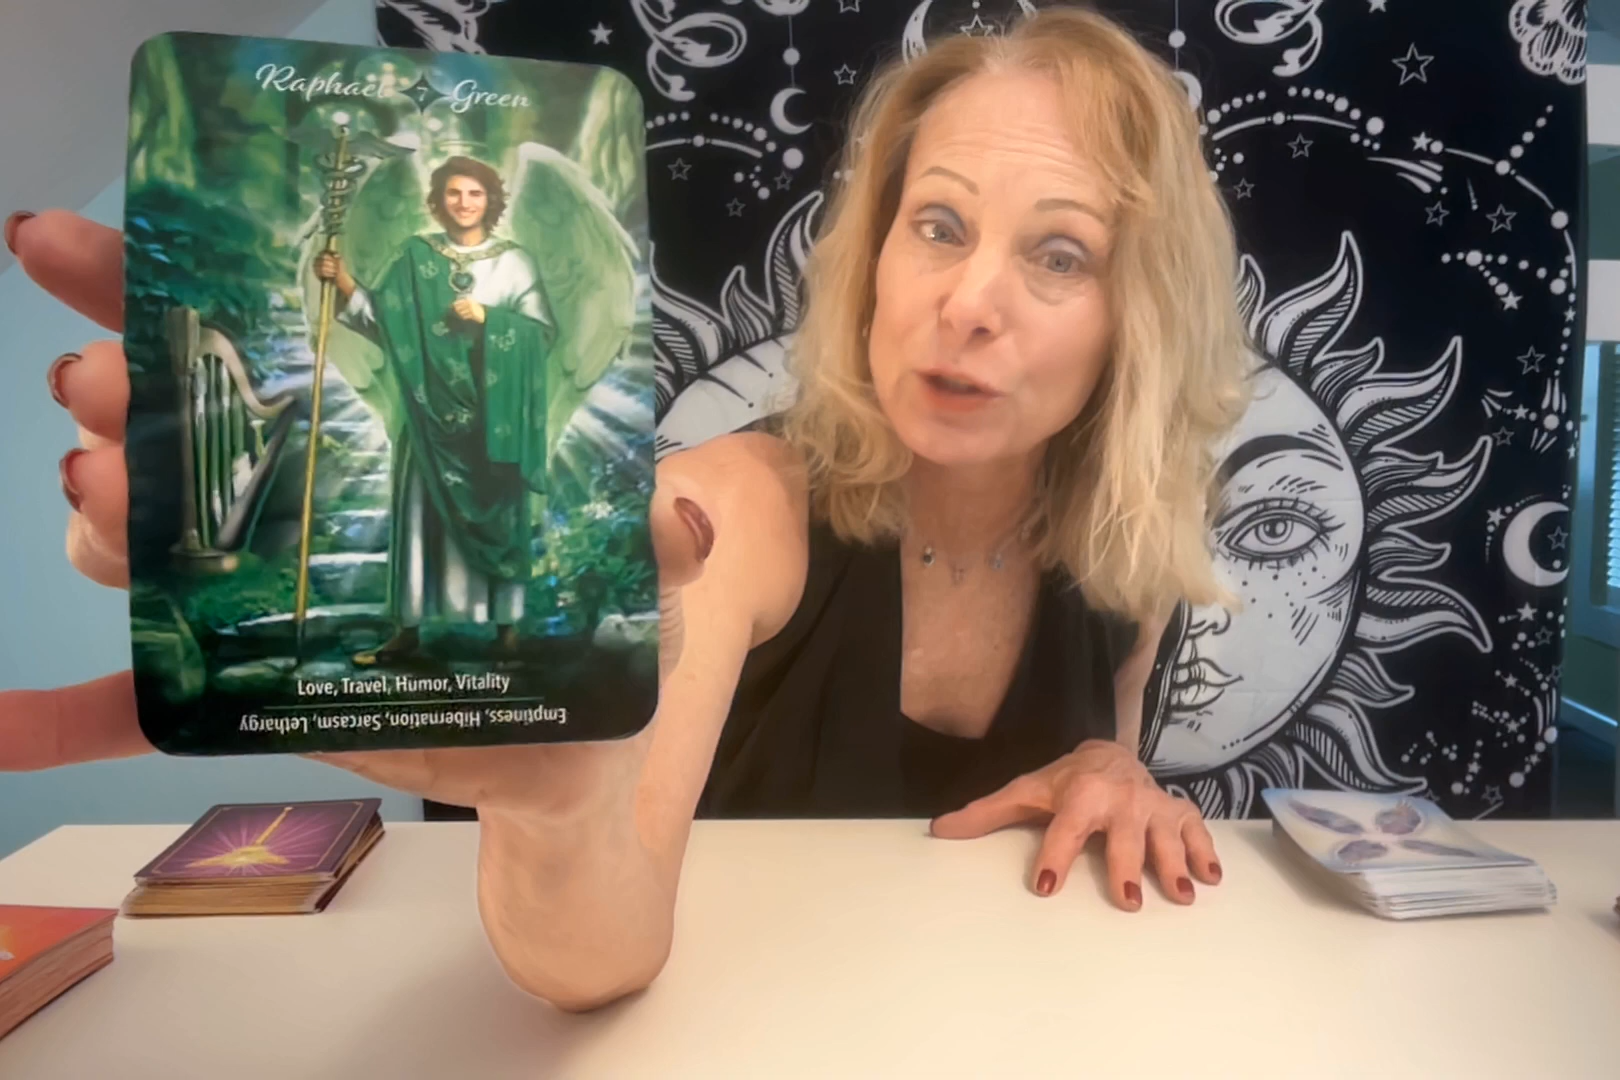 Raphael 7 Green
Love, Travel, Humor, Vitality
Emptiness, Hibernation, Sarcasm, Lethargy